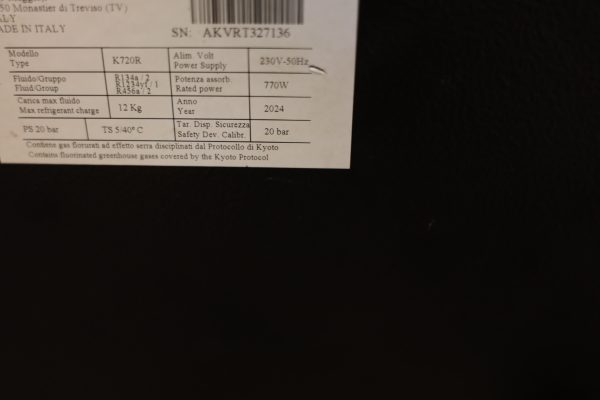 50 Monastier di Treviso (TV)
MADE IN ITALY
SN: AKVRT327136
Modello
Type
K720R
Alim. Volt
Power Supply
230V-50Hz
Fluido/Gruppo
Fluid/Group
R134a / 2
R1234yf / 1
R456a / 2
Potenza assorb.
Rated power
770W
Carica max fluido
Max refrigerant charge
12 Kg
Anno
Year
2024
PS 20 bar
TS 5/40° C
Tar. Disp. Sicurezza
Safety Dev. Calibr.
20 bar
Contiene gas fluorurati ad effetto serra disciplinati dal Protocollo di Kyoto
Contains fluorinated greenhouse gases covered by the Kyoto Protocol